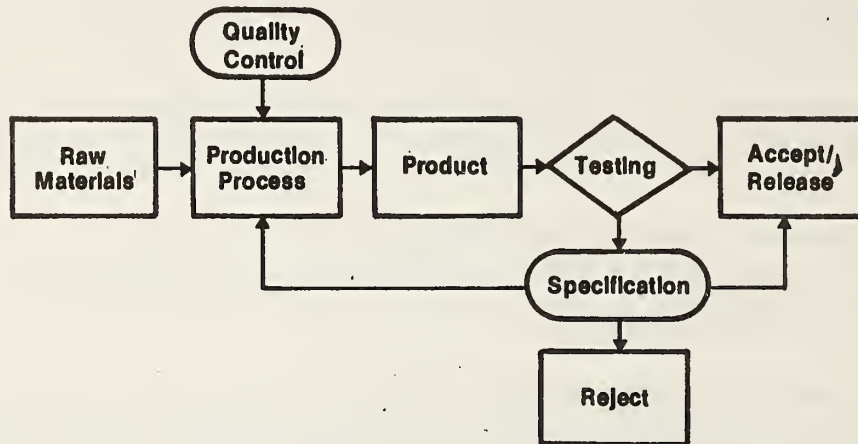 Quality
Control
Raw
Materials
Production
Process
Product
Testing
Accept/
Release
Specification
Reject